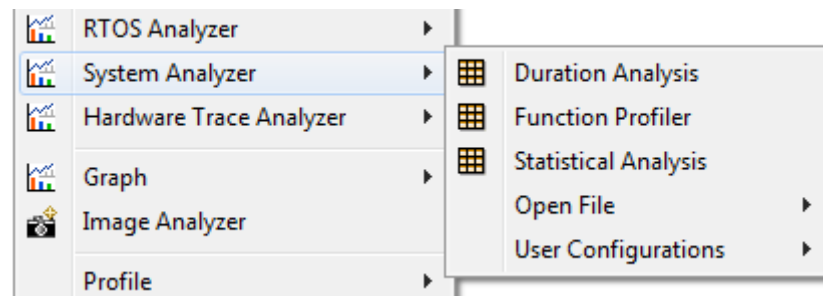 RTOS Analyzer
System Analyzer
Hardware Trace Analyzer
Graph
Image Analyzer
Profile
Duration Analysis
Function Profiler
Statistical Analysis
Open File
User Configurations